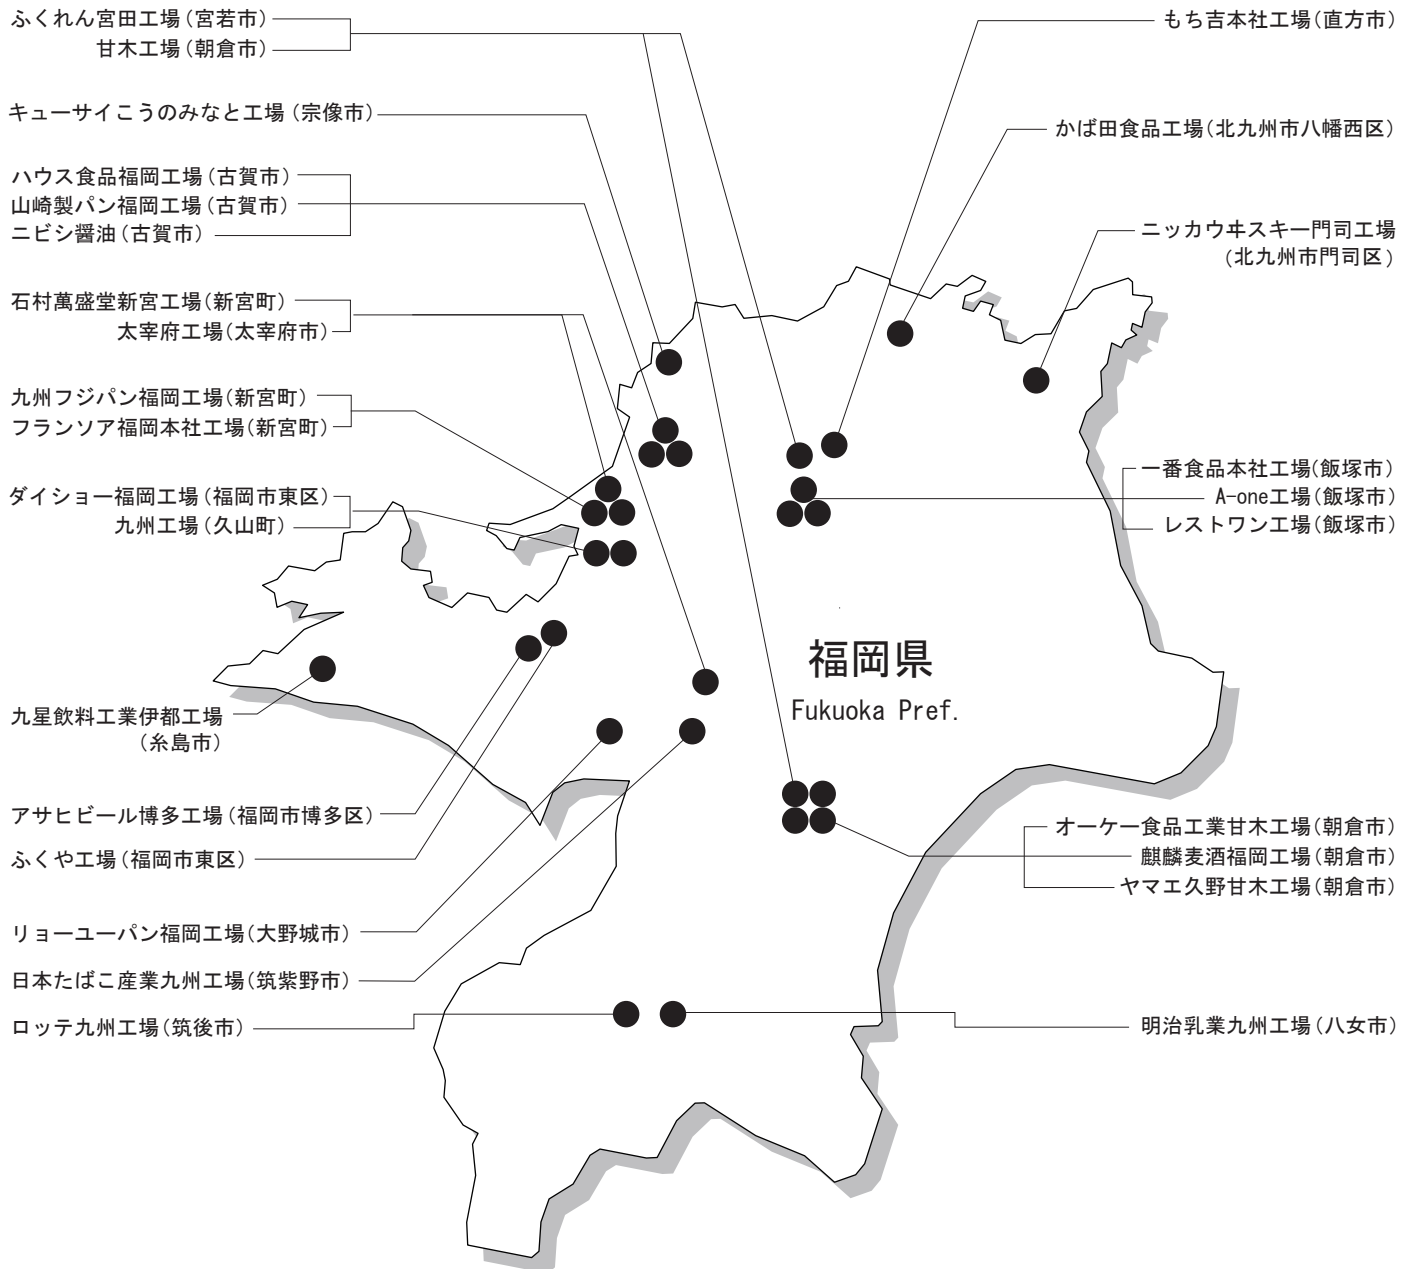 ふくれん宮田工場(宮若市)
甘木工場(朝倉市)
キューサイこうのみなと工場(宗像市)
ハウス食品福岡工場(古賀市)
山崎製パン福岡工場(古賀市)
ニビシ醤油(古賀市)
石村萬盛堂新宮工場(新宮町)
太宰府工場(太宰府市)
九州フジパン福岡工場(新宮町)
フランソア福岡本社工場(新宮町)
ダイショー福岡工場(福岡市東区)
九州工場(久山町)
九星飲料工業伊都工場
(糸島市)
アサヒビール博多工場(福岡市博多区)
ふくや工場(福岡市東区)
リョーユーパン福岡工場(大野城市)
日本たばこ産業九州工場(筑紫野市)
ロッテ九州工場(筑後市)
もち吉本社工場(直方市)
かば田食品工場(北九州市八幡西区)
ニッカウヰスキー門司工場
(北九州市門司区)
一番食品本社工場(飯塚市)
A-one工場(飯塚市)
レストワン工場(飯塚市)
福岡県
Fukuoka Pref.
オーケー食品工業甘木工場(朝倉市)
麒麟麦酒福岡工場(朝倉市)
ヤマエ久野甘木工場(朝倉市)
明治乳業九州工場(八女市)